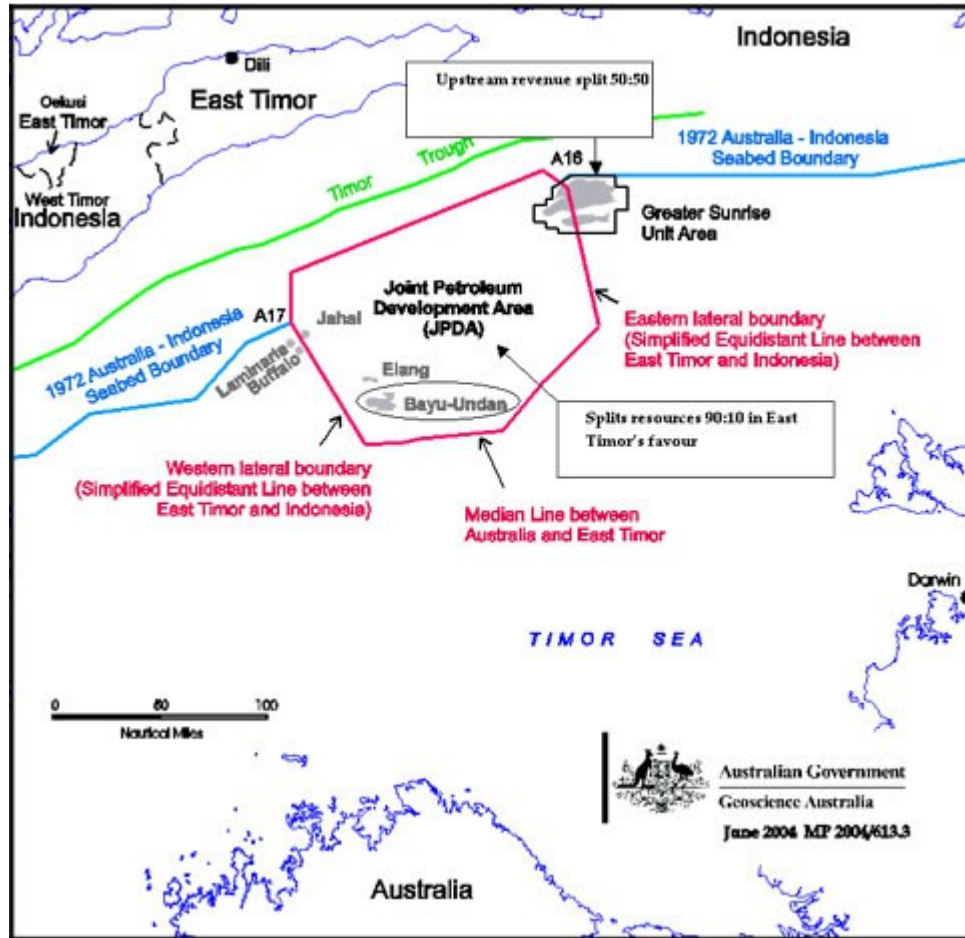 Indonesia
Dili
Upstream revenue split 50:50
Oekusi
East Timor
East Timor
West Timor
Indonesia
Timor Trough
A16
1972 Australia - Indonesia
Seabed Boundary
Greater Sunrise
Unit Area
Joint Petroleum
Development Area
(JPDA)
A17
Jahal
1972 Australia - Indonesia
Seabed Boundary
Laminaria
Buffalo
Elang
Bayu-Undan
Eastern lateral boundary
(Simplified Equidistant Line between
East Timor and Indonesia)
Splits resources 90:10 in East
Timor's favour
Western lateral boundary
(Simplified Equidistant Line between
East Timor and Indonesia)
Median Line between
Australia and East Timor
Darwin
TIMOR SEA
0 50 100
Nautical Miles
Australian Government
Geoscience Australia
June 2004 MP 2004/613.3
Australia